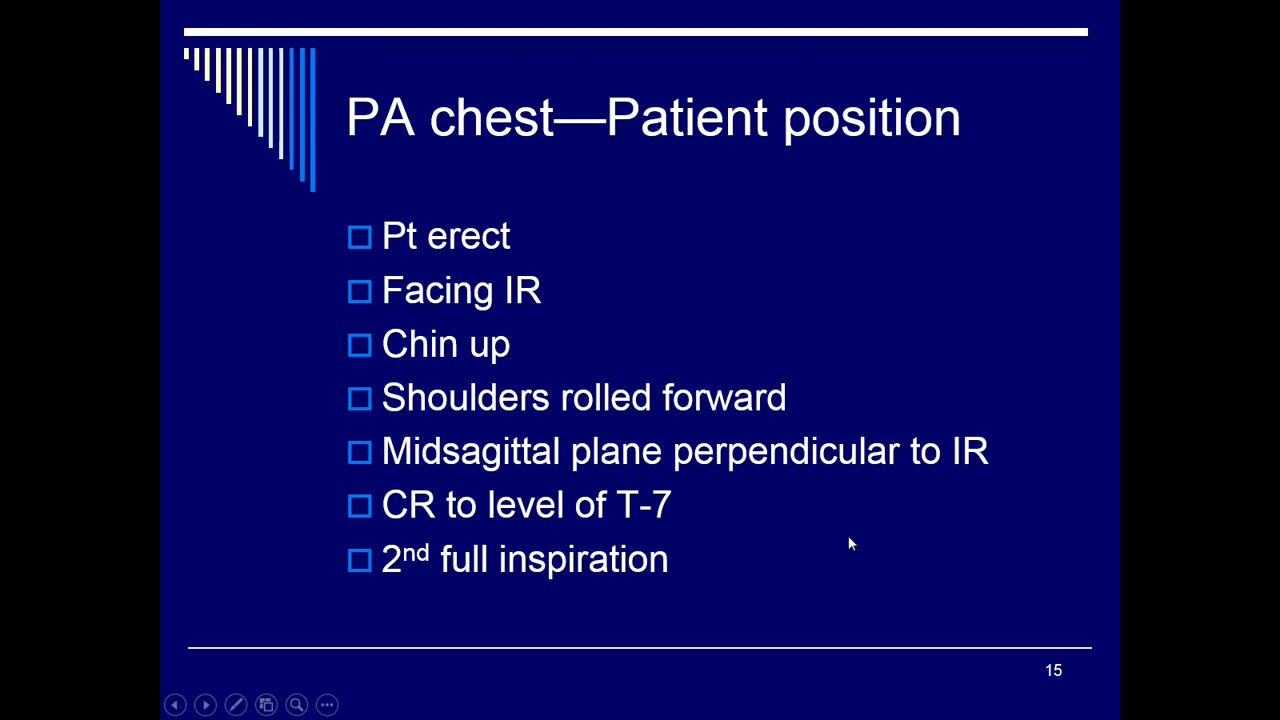 PA chest—Patient position
Pt erect
Facing IR
Chin up
Shoulders rolled forward
Midsagittal plane perpendicular to IR
CR to level of T-7
2nd full inspiration
15